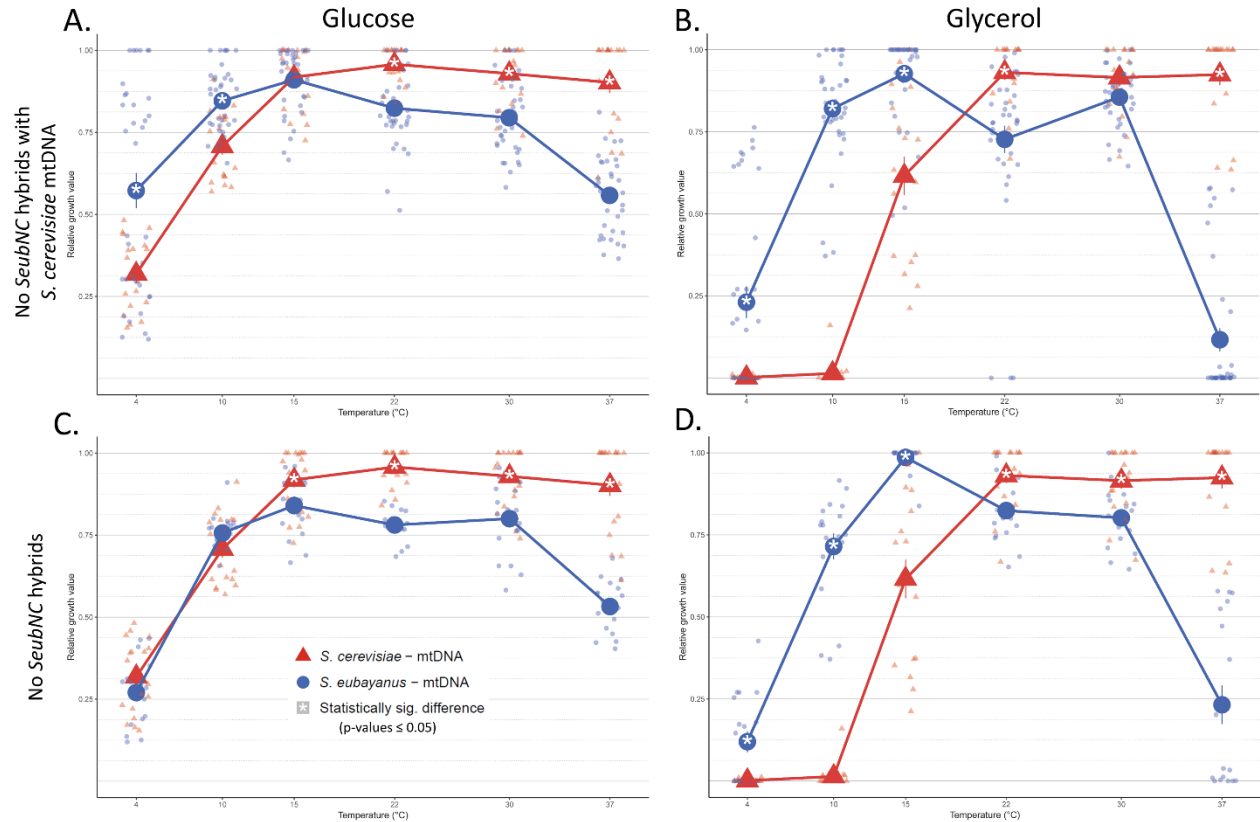 A.
Glucose
B.
Glycerol
No SeubNC hybrids with
S. cerevisiae mtDNA
Relative growth value
1.00
0.75
0.50
0.25
4
10
15
22
30
37
Temperature (°C)
Relative growth value
1.00
0.75
0.50
0.25
4
10
15
22
30
37
Temperature (°C)
C.
D.
No SeubNC hybrids
Relative growth value
1.00
0.75
0.50
0.25
4
10
15
22
30
37
Temperature (°C)
S. cerevisiae – mtDNA
S. eubayanus – mtDNA
* Statistically sig. difference
(p-values ≤ 0.05)
Relative growth value
1.00
0.75
0.50
0.25
4
10
15
22
30
37
Temperature (°C)